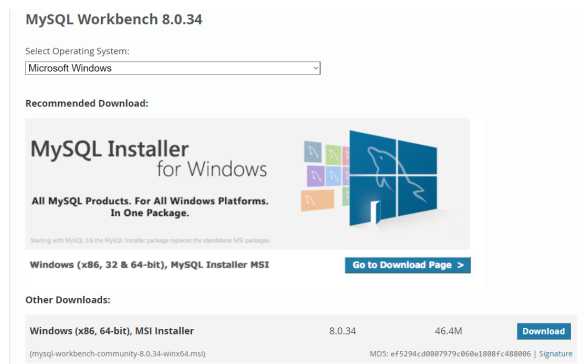 MySQL Workbench 8.0.34
Select Operating System:
Microsoft Windows
Recommended Download:
MySQL Installer
for Windows
All MySQL Products. For All Windows Platforms.
In One Package.
Starting with MySQL 5.6 the MySQL Installer package replaces the standalone MSI packages.
Windows (x86, 32 & 64-bit), MySQL Installer MSI
Go to Download Page >
Other Downloads:
Windows (x86, 64-bit), MSI Installer 8.0.34 46.4M Download
(mysql-workbench-community-8.0.34-winx64.msi) MD5: ef5294cd0807979c060e1808fc488006 | Signature